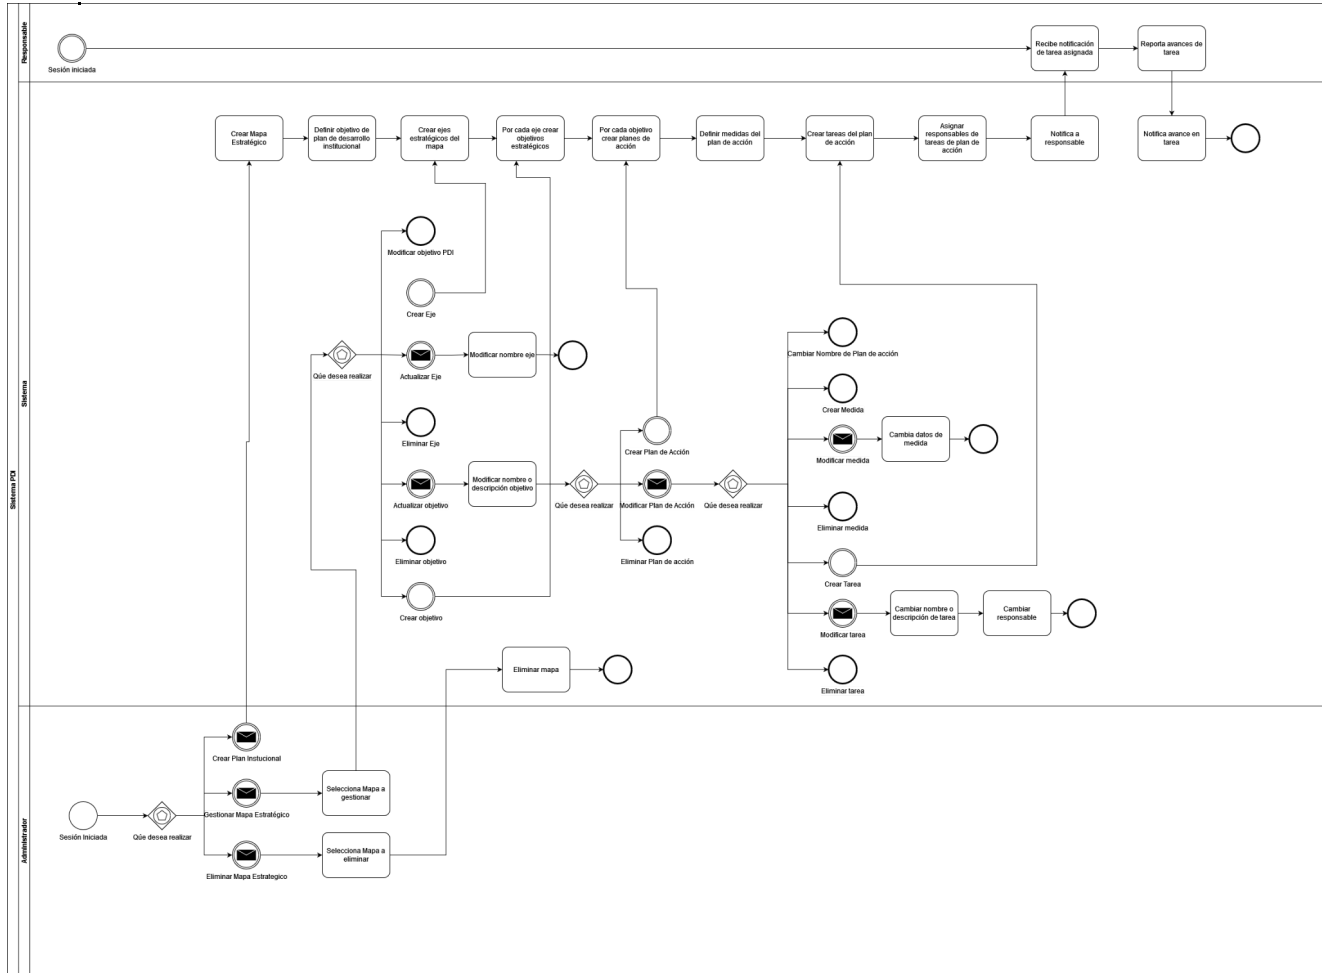 Sistema PDI
Responsable
Sesión iniciada
Recibe notificación
de tarea asignada
Reporta avances de
tarea
Sistema
Crear Mapa
Estratégico
Definir objetivo de
plan de desarrollo
institucional
Crear ejes
estratégicos del
mapa
Por cada eje crear
objetivos
estratégicos
Por cada objetivo
crear planes de
acción
Definir medidas del
plan de acción
Crear tareas del plan
de acción
Asignar
responsables de
tareas de plan de
acción
Notifica a
responsable
Notifica avance en
tarea
Modificar objetivo PDI
Crear Eje
Qúe desea realizar
Actualizar Eje
Modificar nombre eje
Eliminar Eje
Actualizar objetivo
Modificar nombre o
descripción objetivo
Eliminar objetivo
Crear objetivo
Qúe desea realizar
Crear Plan de Acción
Modificar Plan de Acción
Eliminar Plan de acción
Qúe desea realizar
Cambiar Nombre de Plan de acción
Crear Medida
Modificar medida
Cambia datos de
medida
Eliminar medida
Crear Tarea
Modificar tarea
Cambiar nombre o
descripción de tarea
Cambiar
responsable
Eliminar tarea
Eliminar mapa
Administrador
Sesión Iniciada
Qúe desea realizar
Crear Plan Instucional
Gestionar Mapa Estratégico
Selecciona Mapa a
gestionar
Eliminar Mapa Estrategico
Selecciona Mapa a
eliminar